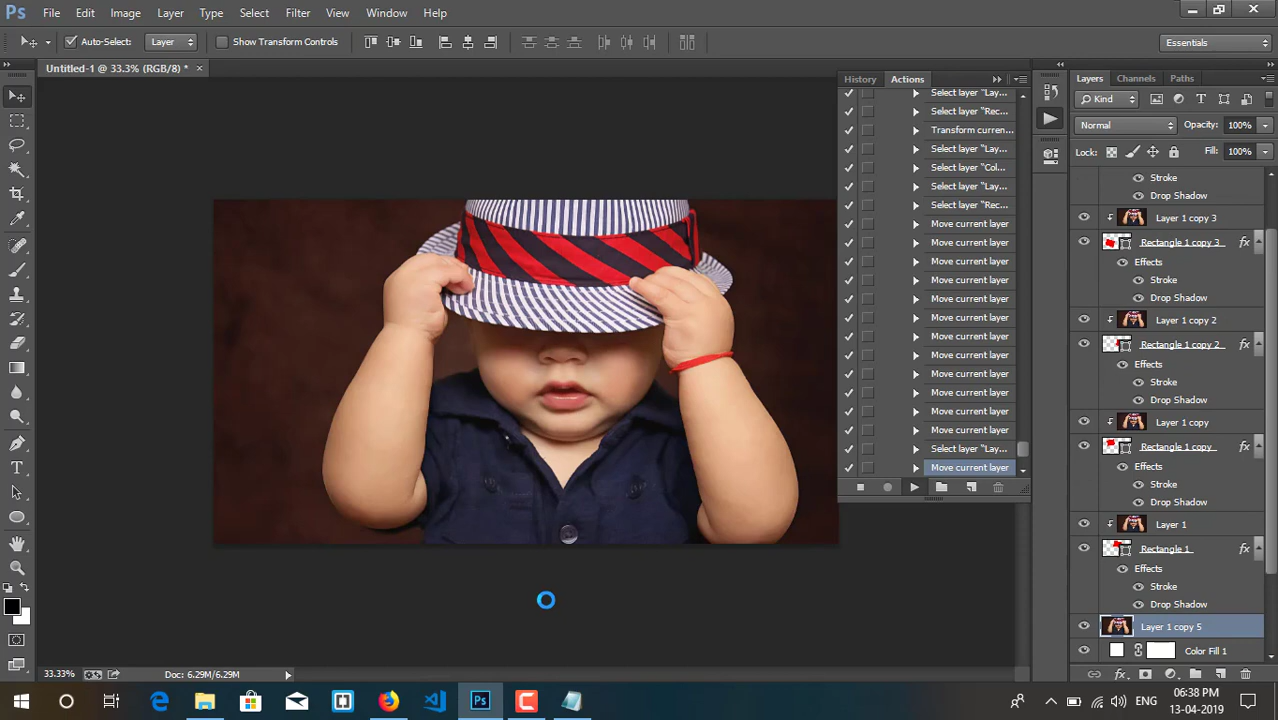 Ps File Edit Image Layer Type Select Filter View Window Help
Auto-Select: Layer Show Transform Controls Essentials
Untitled-1 @ 33.3% (RGB/8) * ×
History Actions
Select layer "Lay...
Select layer "Rec...
Transform curren...
Select layer "Lay...
Select layer "Col...
Select layer "Lay...
Select layer "Rec...
Move current layer
Move current layer
Move current layer
Move current layer
Move current layer
Move current layer
Move current layer
Move current layer
Move current layer
Move current layer
Move current layer
Move current layer
Select layer "Lay...
Move current layer
Layers Channels Paths
Kind
Normal Opacity: 100%
Lock: Fill: 100%
Stroke
Drop Shadow
Layer 1 copy 3
Rectangle 1 copy 3 fx
Effects
Stroke
Drop Shadow
Layer 1 copy 2
Rectangle 1 copy 2 fx
Effects
Stroke
Drop Shadow
Layer 1 copy
Rectangle 1 copy fx
Effects
Stroke
Drop Shadow
Layer 1
Rectangle 1 fx
Effects
Stroke
Drop Shadow
Layer 1 copy 5
Color Fill 1
33.33% Doc: 6.29M/6.29M
ENG 06:38 PM
13-04-2019